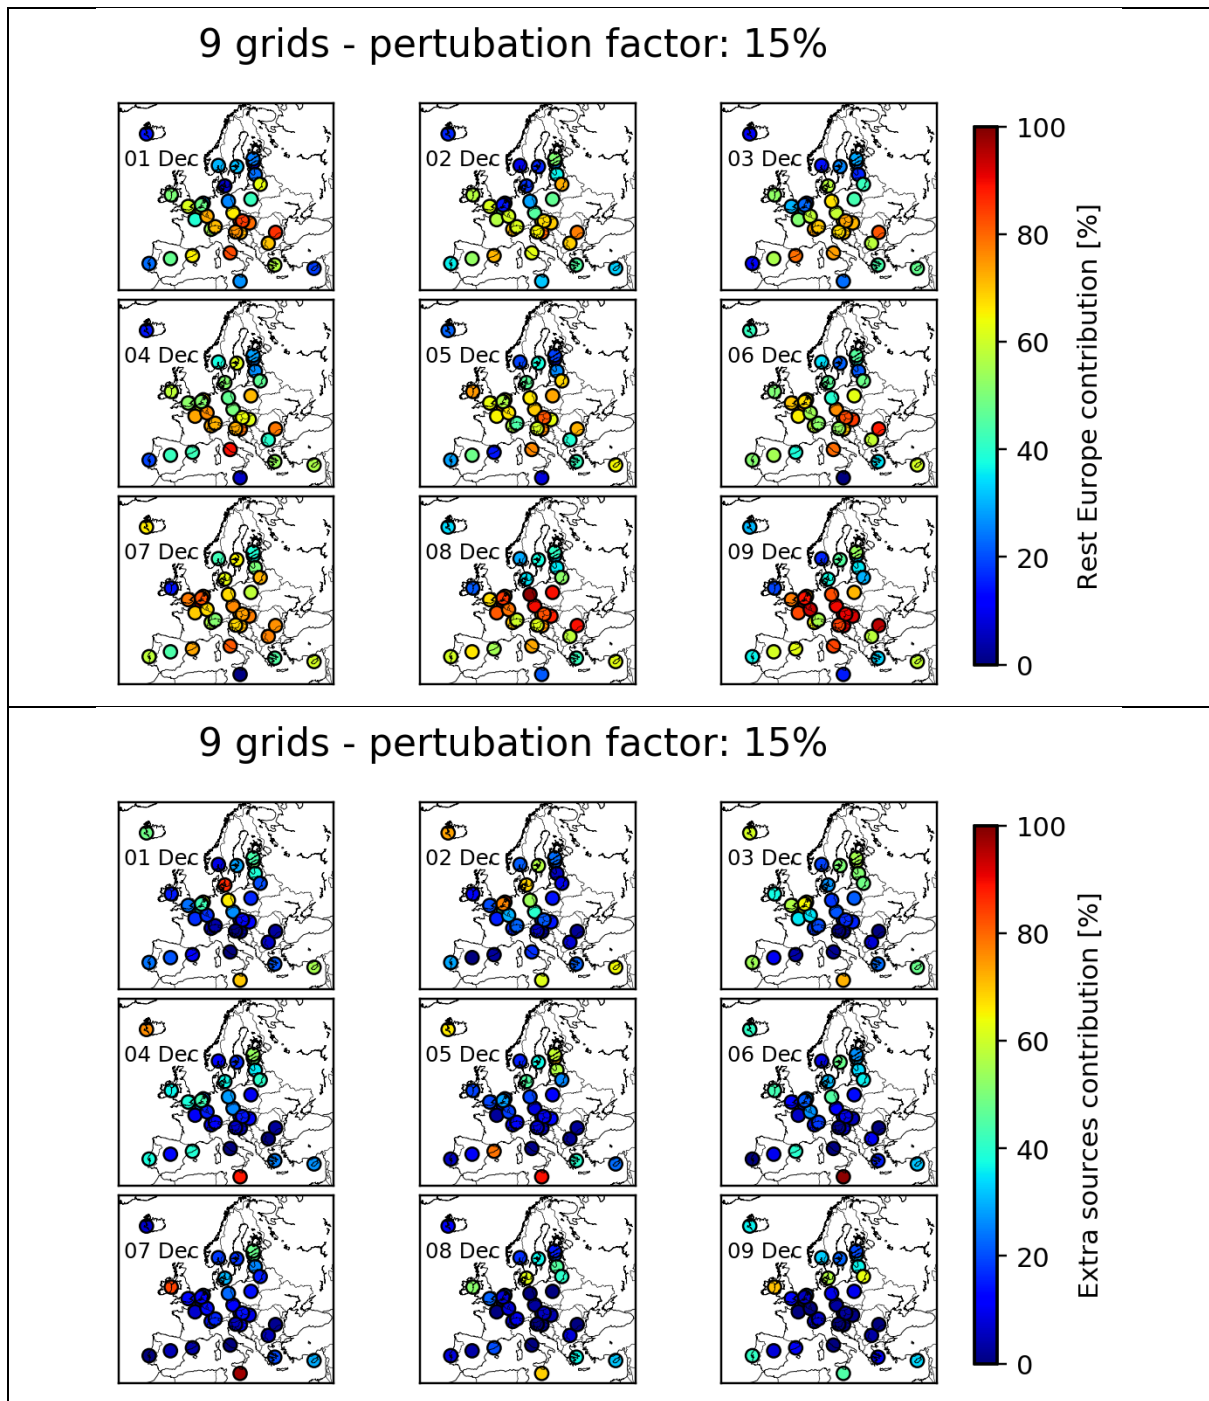 9 grids - pertubation factor: 15%
01 Dec
02 Dec
03 Dec
04 Dec
05 Dec
06 Dec
07 Dec
08 Dec
09 Dec
100
80
60
40
20
0
Rest Europe contribution [%]
9 grids - pertubation factor: 15%
01 Dec
02 Dec
03 Dec
04 Dec
05 Dec
06 Dec
07 Dec
08 Dec
09 Dec
100
80
60
40
20
0
Extra sources contribution [%]